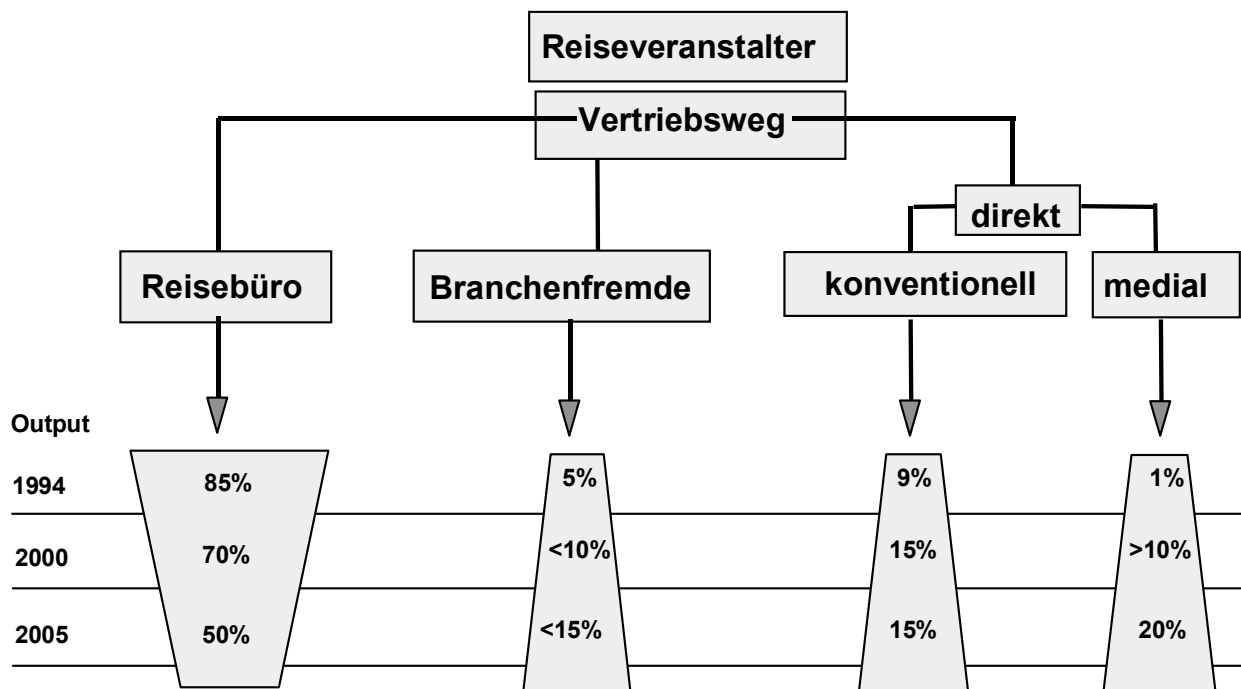 Reiseveranstalter
Vertriebsweg
direkt
Reisebüro
Branchenfremde
konventionell
medial
Output
1994 85% 5% 9% 1%
2000 70% <10% 15% >10%
2005 50% <15% 15% 20%